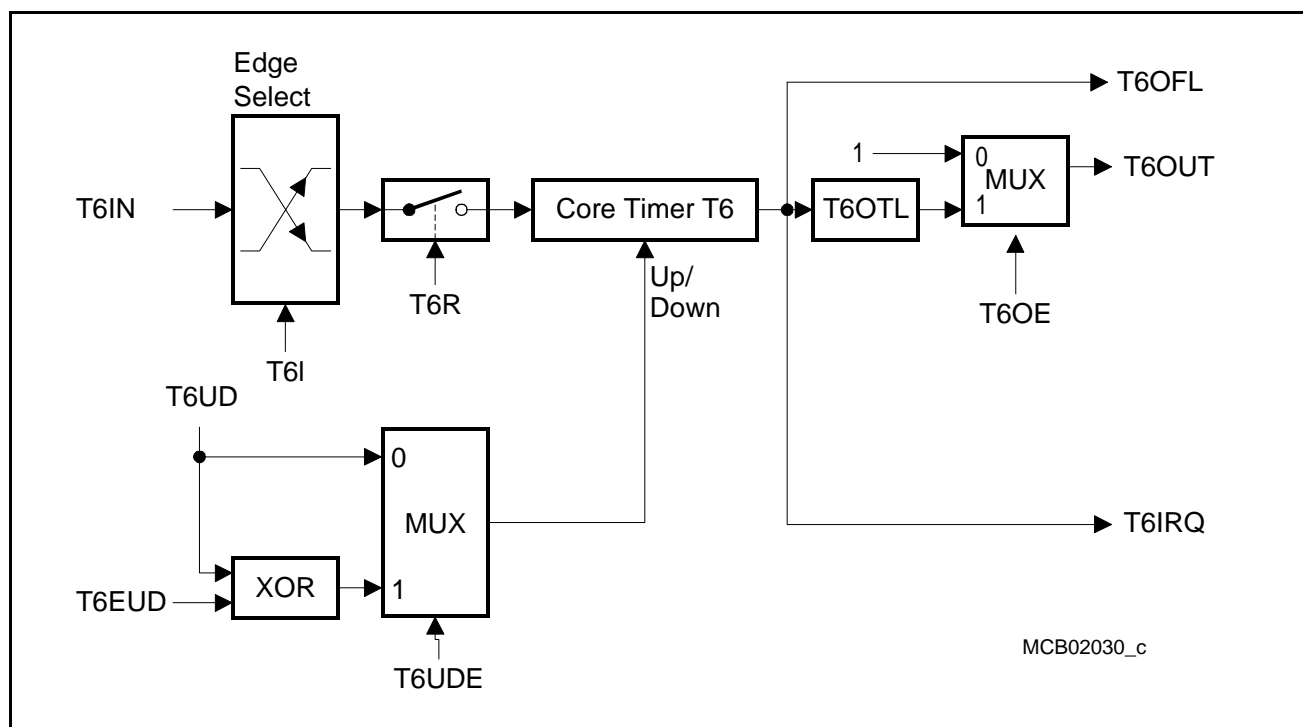 Edge
Select
T6OFL
1
0
MUX
1
T6OUT
T6IN
Core Timer T6
T6OTL
T6R
Up/
Down
T6OE
T6I
T6UD
0
MUX
1
T6IRQ
XOR
T6EUD
T6UDE
MCB02030_c